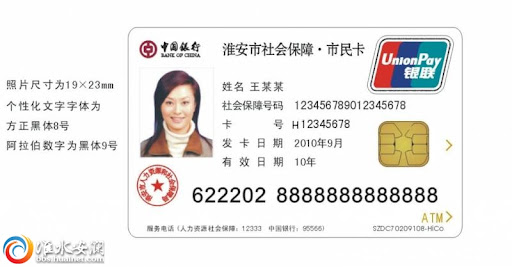 中国银行
BANK OF CHINA
淮安市社会保障·市民卡
UnionPay
银联
照片尺寸为19×23mm
个性化文字字体为
方正黑体8号
阿拉伯数字为黑体9号
姓名 王某某
社会保障号码 123456789012345678
卡 号 H12345678
发卡日期 2010年9月
有效日期 10年
622202 8888888888888
ATM
服务电话(人力资源社会保障:12333 中国银行:95566)
SZDC70209108-HiCo
淮水安澜
bbs.huainet.com